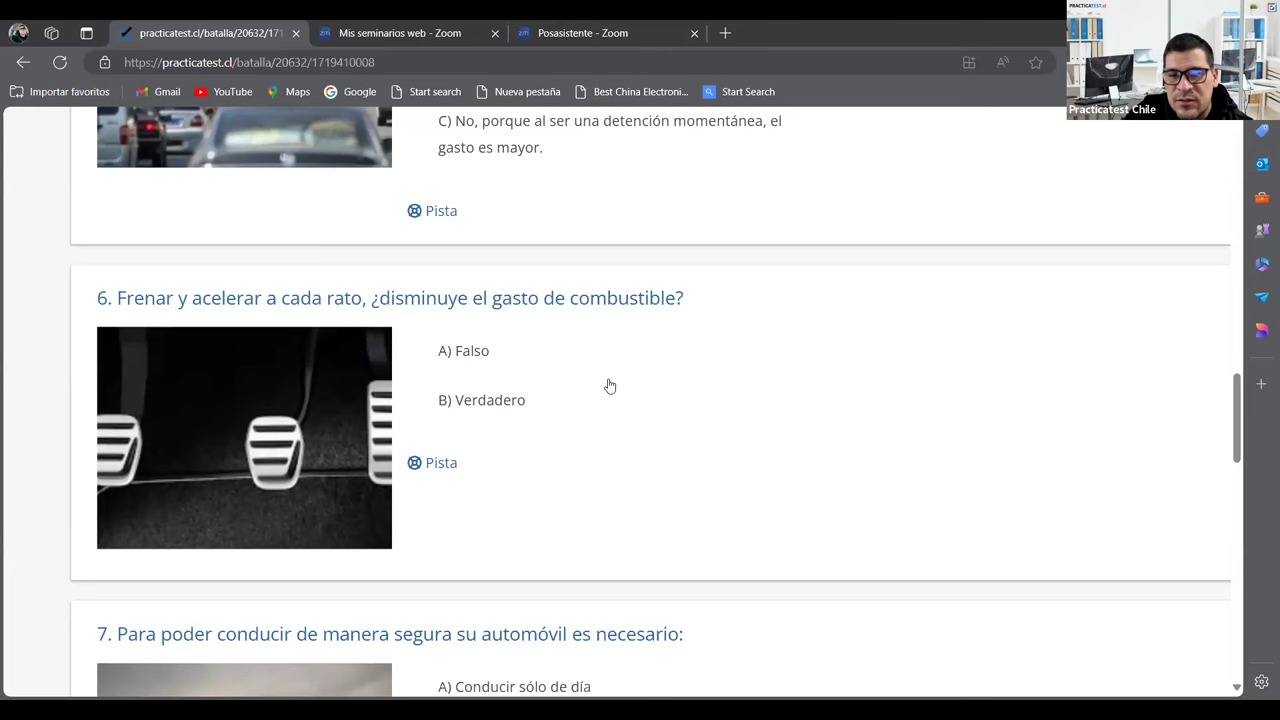 practicatest.cl/batalla/20632/171
Mis seminarios web - Zoom
Posasistente - Zoom
https://practicatest.cl/batalla/20632/1719410008
Importar favoritos
Gmail
YouTube
Maps
Google
Start search
Nueva pestaña
Best China Electroni...
Start Search
PRACTICATEST.cl
Practicatest Chile
C) No, porque al ser una detención momentánea, el
gasto es mayor.
Pista
6. Frenar y acelerar a cada rato, ¿disminuye el gasto de combustible?
A) Falso
B) Verdadero
Pista
7. Para poder conducir de manera segura su automóvil es necesario:
A) Conducir sólo de día